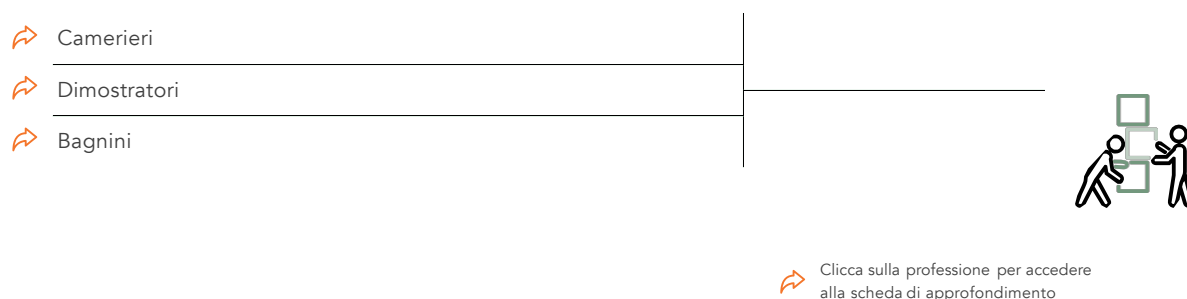 Camerieri
Dimostratori
Bagnini
Clicca sulla professione per accedere
alla scheda di approfondimento